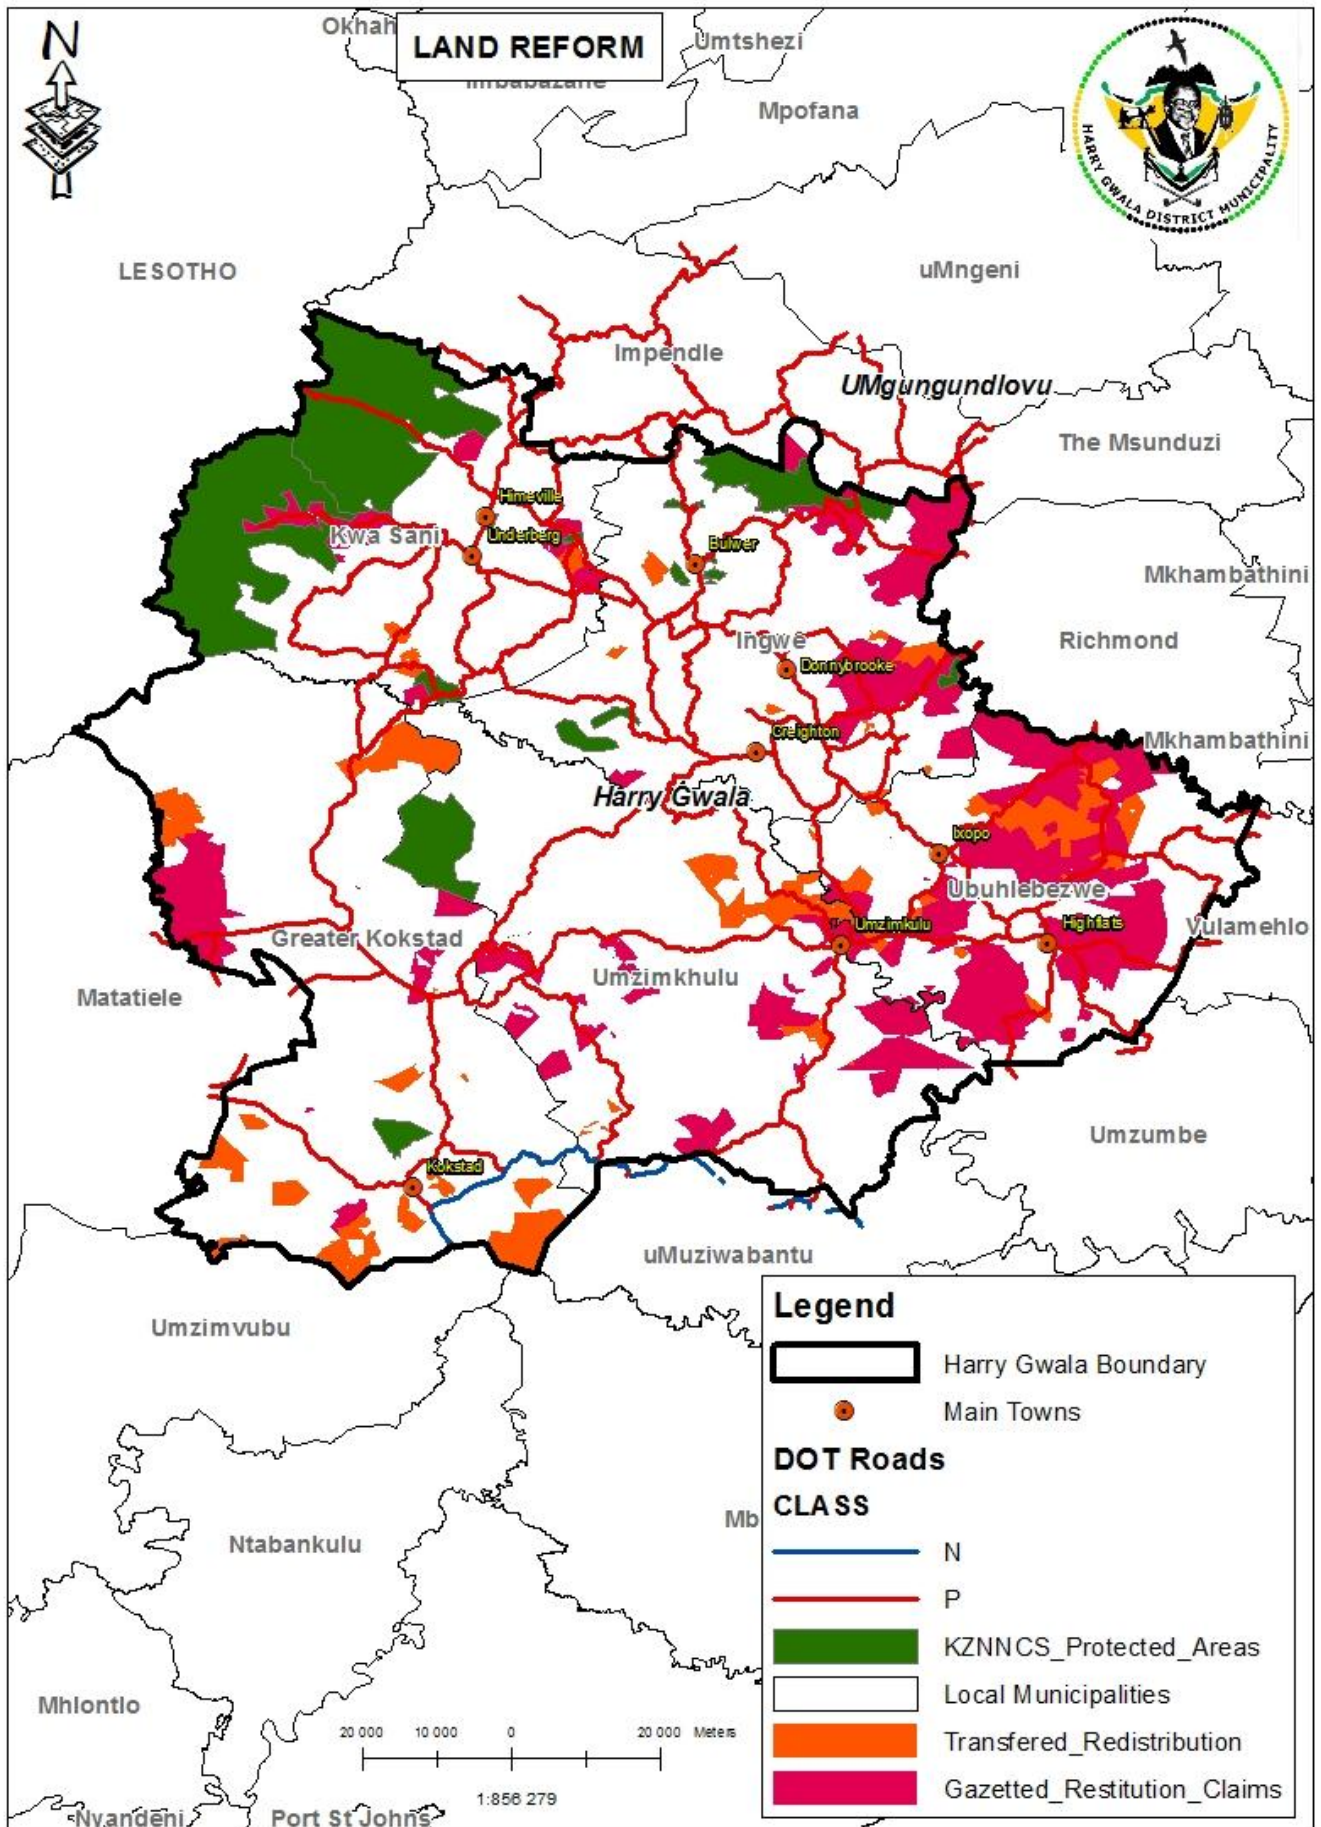 N
LAND REFORM
Umtshezi
Mpofana
HARRY GWALA DISTRICT MUNICIPALITY
LESOTHO
uMngeni
Impendle
UMgungundlovu
The Msunduzi
Himeville
Kwa Sani
Underberg
Bulwer
Mkhambathini
Ingwe
Richmond
Donnybrooke
Creighton
Mkhambathini
Harry Gwala
Ixopo
Ubuhlebezwe
Umzimkulu
Highflats
Vulamehlo
Greater Kokstad
Umzimkhulu
Matatiele
Umzumbe
Kokstad
uMuziwabantu
Umzimvubu
Legend
Harry Gwala Boundary
Main Towns
DOT Roads
CLASS
N
P
KZNNCS_Protected_Areas
Local Municipalities
Transfered_Redistribution
Gazetted_Restitution_Claims
Mb
Ntabankulu
Mhlontlo
20 000 10 000 0 20 000 Meters
1:856 279
Nyandeni
Port St Johns